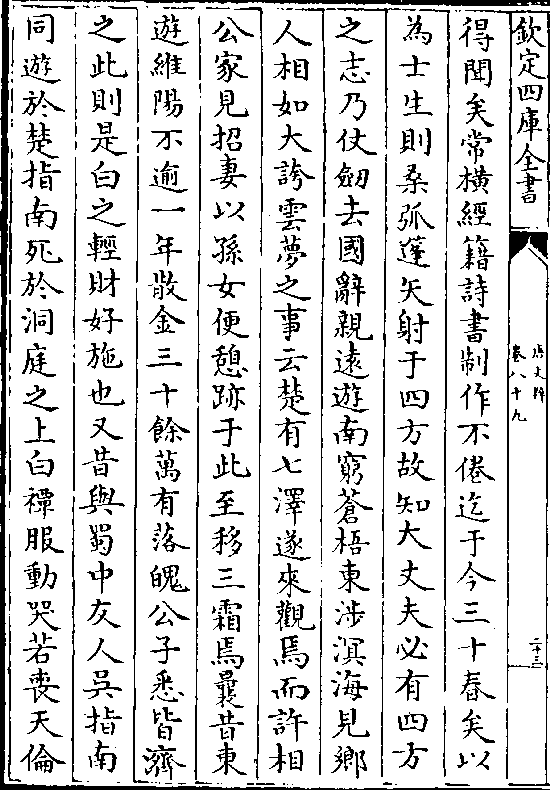 欽定四庫全書
唐文粹
卷八十九
二十三
得聞矣常橫經籍詩書制作不倦迄于今三十春矣以
為士生則桑弧蓬矢射于四方故知大丈夫必有四方
之志乃仗劒去國辭親遠遊南窮蒼梧東涉溟海見鄉
人相如大誇雲夢之事云楚有七澤遂來觀焉而許相
公家見招妻以孫女便憩跡于此至移三霜焉曩昔東
遊維陽不逾一年散金三十餘萬有落魄公子悉皆濟
之此則是白之輕財好施也又昔與蜀中友人吳指南
同遊於楚指南死於洞庭之上白禫服動哭若喪天倫